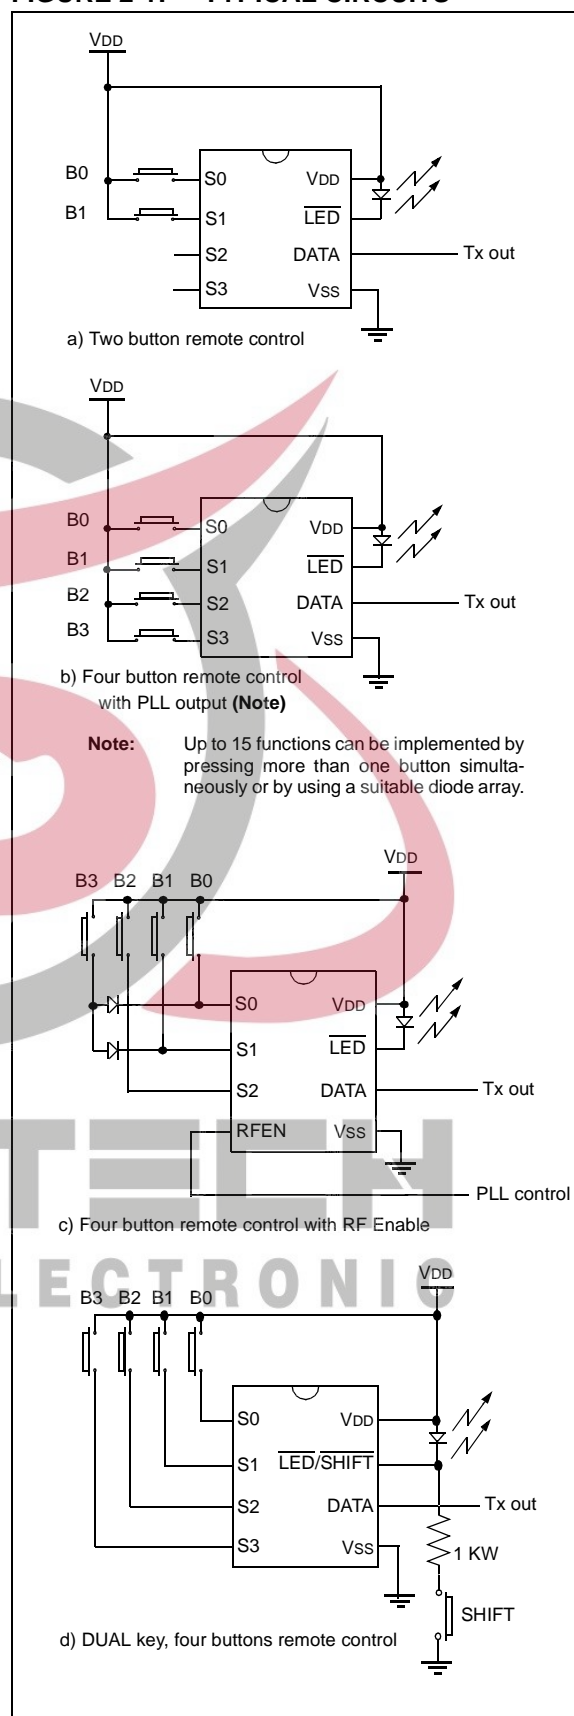 FIGURE 2-1: TYPICAL CIRCUITS
VDD
B0
S0
VDD
B1
S1
LED
S2
DATA
Tx out
S3
VSS
a) Two button remote control
VDD
B0
S0
VDD
B1
S1
LED
B2
S2
DATA
Tx out
B3
S3
VSS
b) Four button remote control
with PLL output (Note)
Note: Up to 15 functions can be implemented by
pressing more than one button simulta-
neously or by using a suitable diode array.
VDD
B3 B2 B1 B0
S0
VDD
S1
LED
S2
DATA
Tx out
RFEN
VSS
PLL control
TECH
c) Four button remote control with RF Enable
LECTRONIC
VDD
B3 B2 B1 B0
S0
VDD
S1
LED/SHIFT
S2
DATA
Tx out
S3
VSS
1 KW
SHIFT
d) DUAL key, four buttons remote control